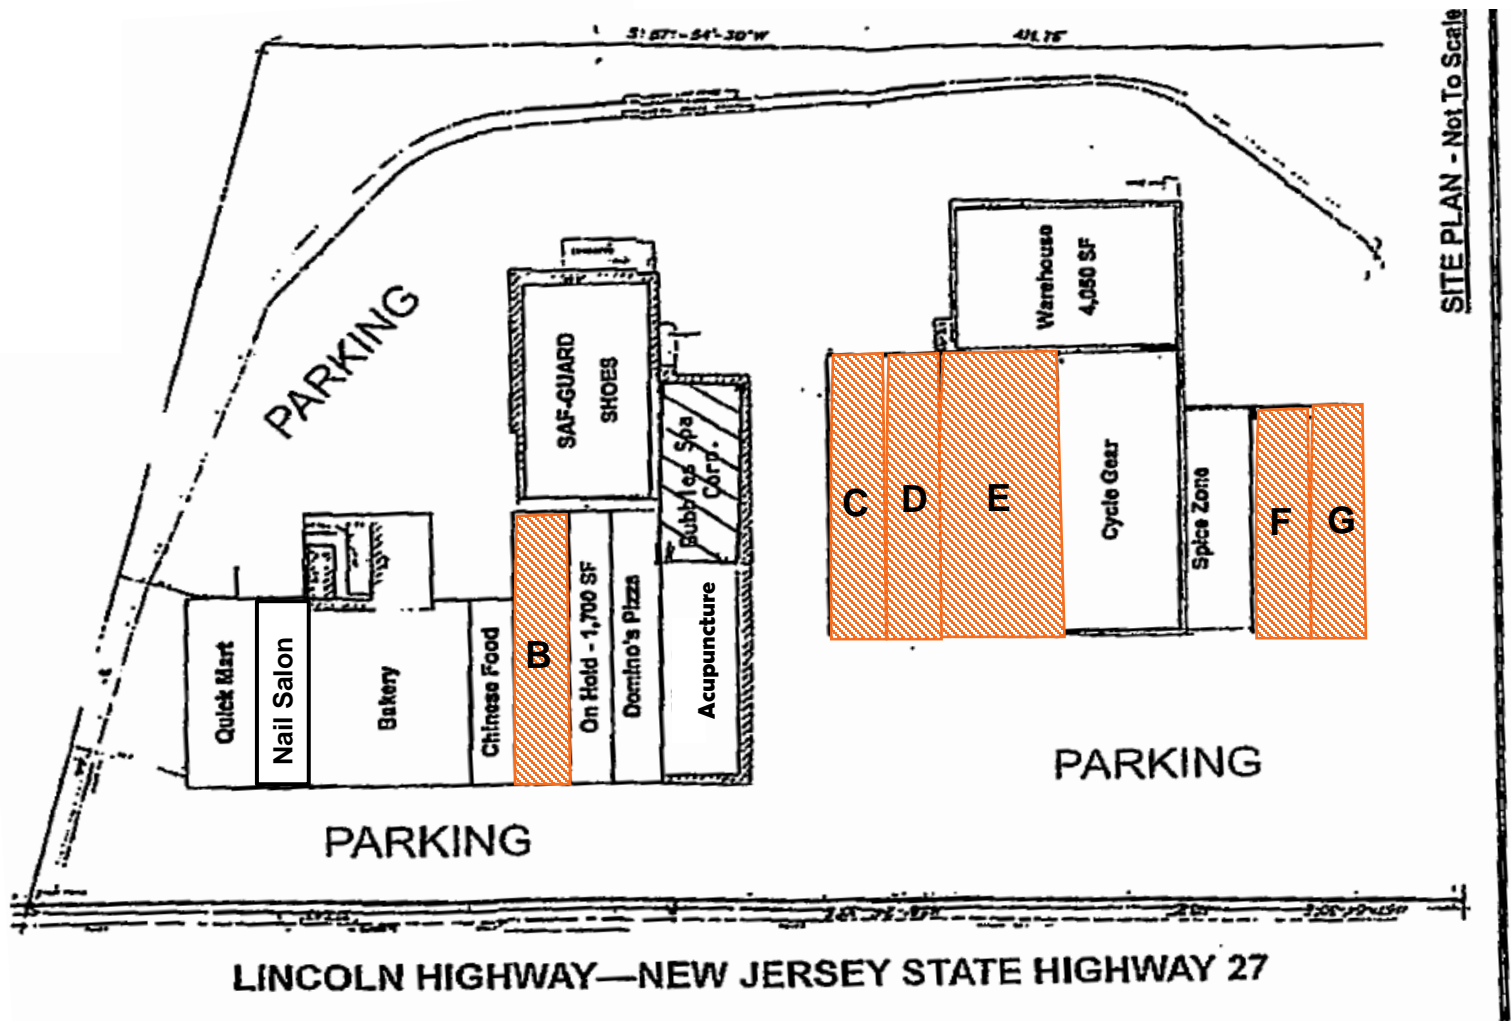 411.75'
SITE PLAN - Not To Scale
Warehouse
4,050 SF
PARKING
SAF-GUARD
SHOES
Bubbles Spa
Corp.
C
D
E
Cycle Gear
Spice Zone
F
G
Quick Mart
Nail Salon
Bakery
Chinese Food
B
On Hold - 1,700 SF
Domino's Pizza
Acupuncture
PARKING
PARKING
LINCOLN HIGHWAY—NEW JERSEY STATE HIGHWAY 27